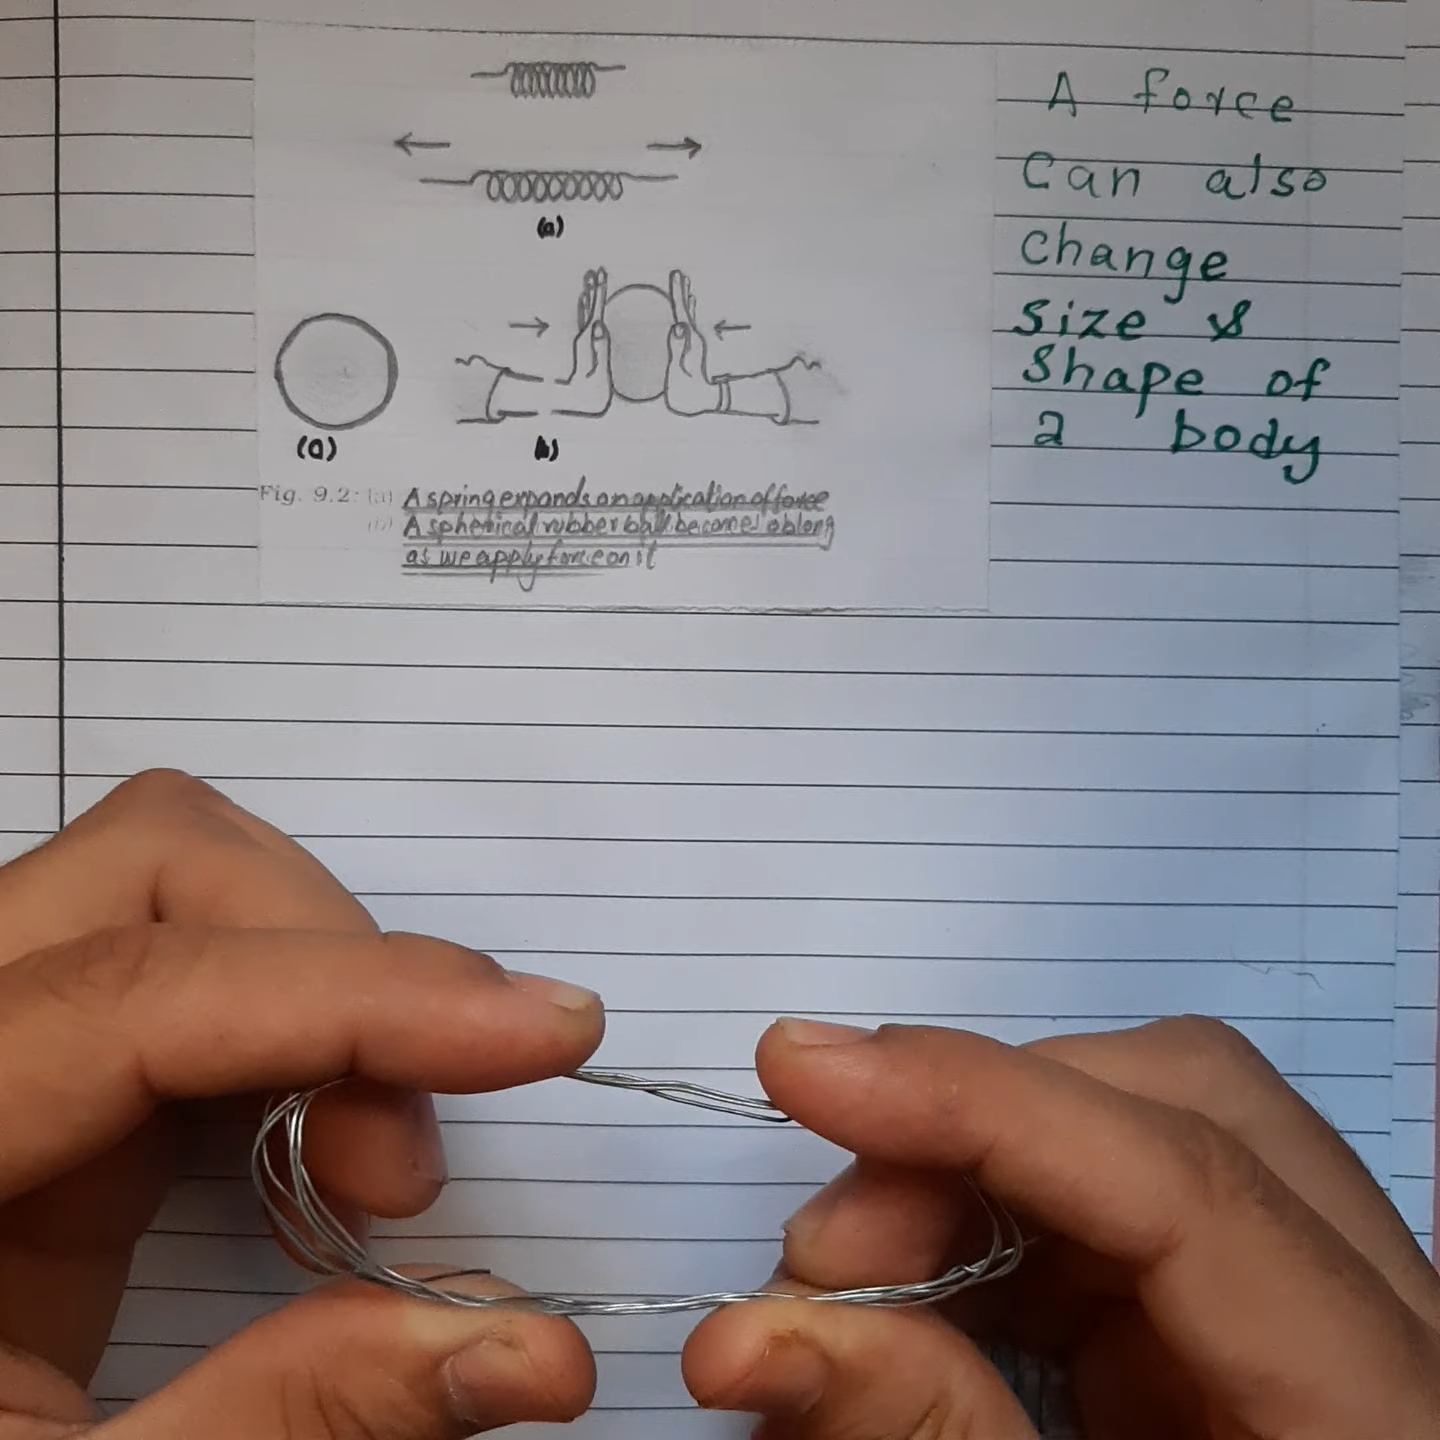 (a)
(a)
b)
Fig. 9.2: (a) A spring expands on application of force
(b) A spherical rubber ball becomes oblong
as we apply force on it
A force
Can also
Change
Size &
Shape of
a body